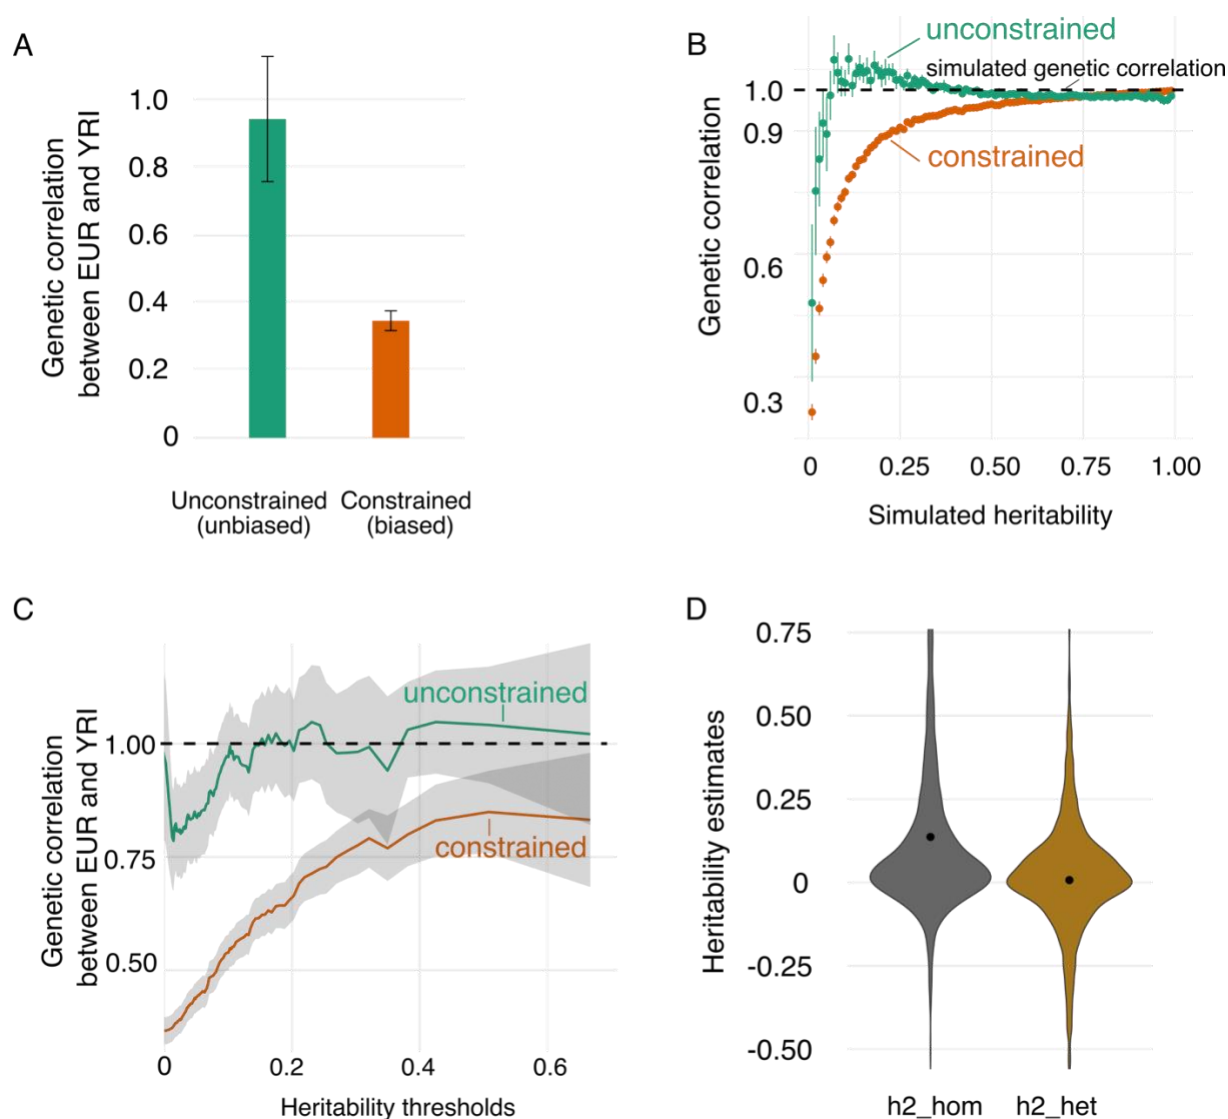 A
Genetic correlation
between EUR and YRI
1.0
0.8
0.6
0.4
0.2
0
Unconstrained
(unbiased)
Constrained
(biased)
B
Genetic correlation
unconstrained
simulated genetic correlation
constrained
1.0
0.9
0.6
0.3
0
0.25
0.50
0.75
1.00
Simulated heritability
C
Genetic correlation
between EUR and YRI
unconstrained
constrained
1.00
0.75
0.50
0
0.2
0.4
0.6
Heritability thresholds
D
Heritability estimates
0.75
0.50
0.25
0
-0.25
-0.50
h2_hom
h2_het